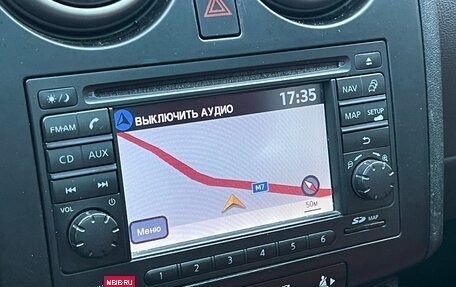 ВЫКЛЮЧИТЬ АУДИО 17:35
FM·AM
NAV
MAP SETUP
CD AUX
M7
VOL
50м
Меню
SD MAP
1 2 3 4 5 6